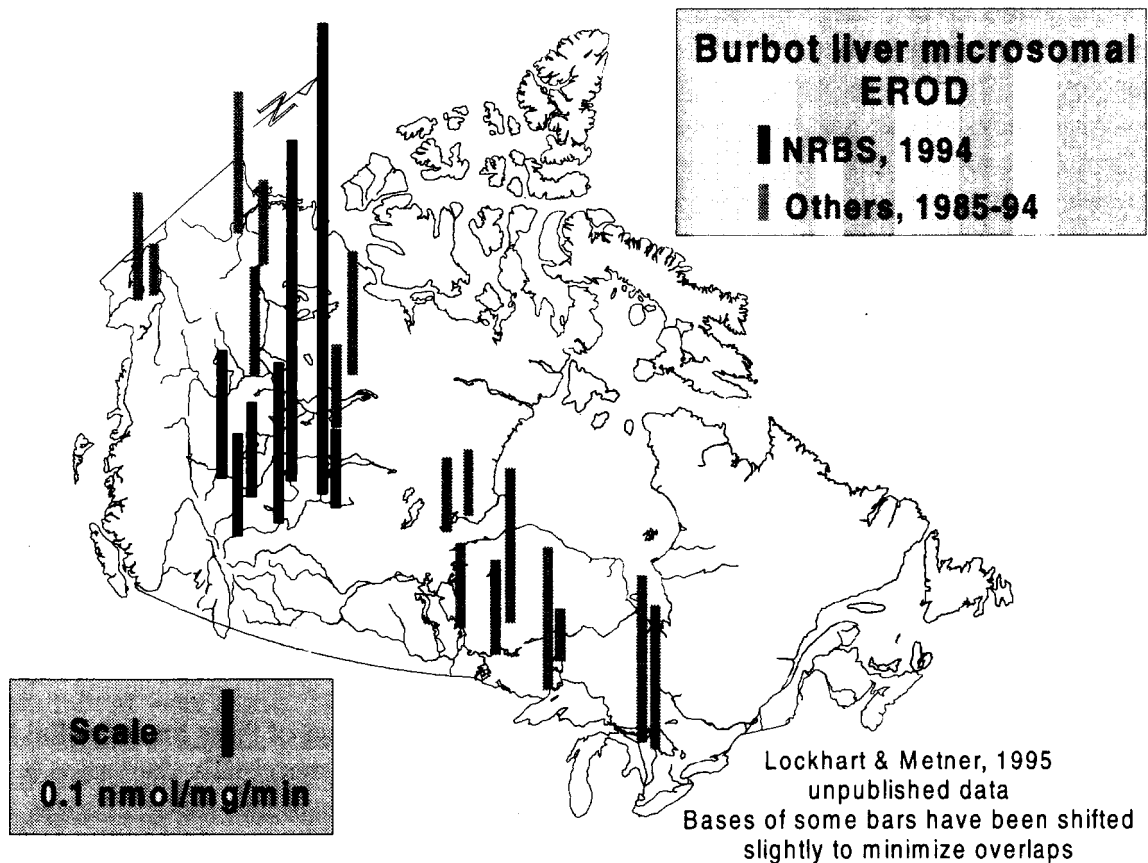 Burbot liver microsomal
EROD
NRBS, 1994
Others, 1985-94
N
Scale
0.1 nmol/mg/min
Lockhart & Metner, 1995
unpublished data
Bases of some bars have been shifted
slightly to minimize overlaps